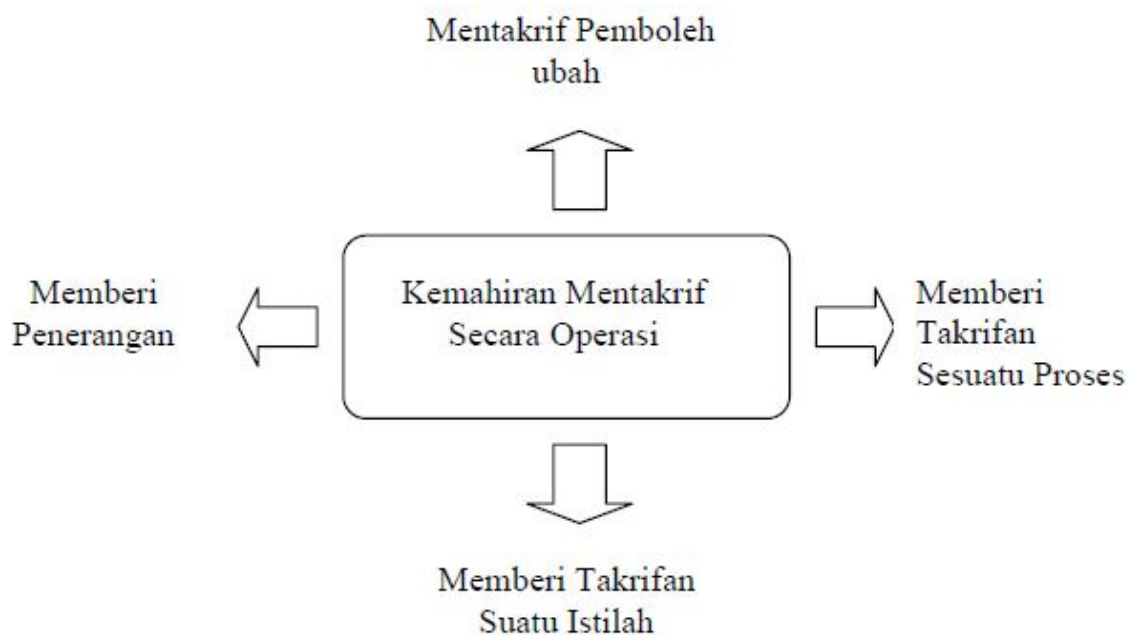 Mentakrif Pemboleh
ubah
Memberi
Penerangan
Kemahiran Mentakrif
Secara Operasi
Memberi
Takrifan
Sesuatu Proses
Memberi Takrifan
Suatu Istilah